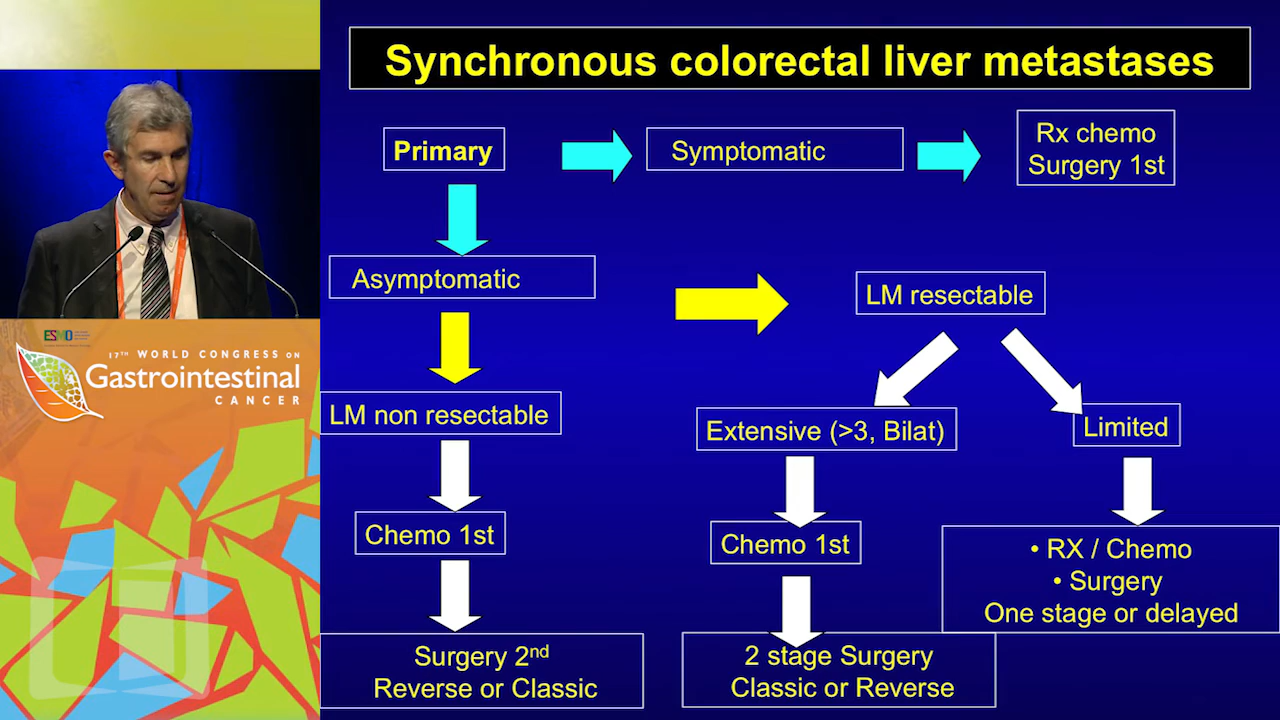 Synchronous colorectal liver metastases
Primary
Symptomatic
Rx chemo
Surgery 1st
Asymptomatic
LM resectable
LM non resectable
Extensive (>3, Bilat)
Limited
Chemo 1st
Chemo 1st
• RX / Chemo
• Surgery
One stage or delayed
Surgery 2nd
Reverse or Classic
2 stage Surgery
Classic or Reverse
ESMO
17TH WORLD CONGRESS ON
Gastrointestinal
CANCER